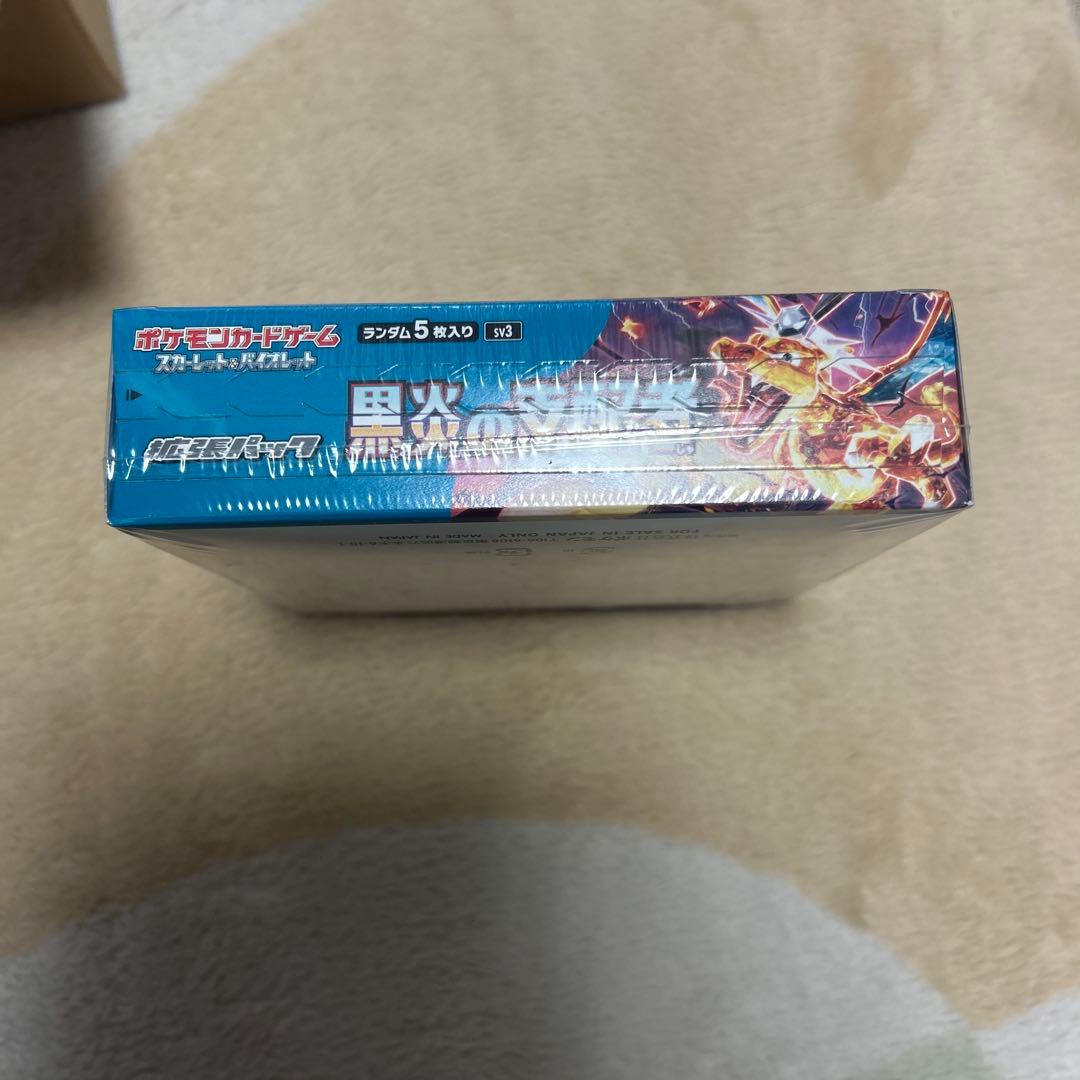 ポケモンカードゲーム
スカーレット&バイオレット
ランダム5枚入り
sv3
黒炎の支配者
拡張パック
FOR SALE IN JAPAN ONLY MADE IN JAPAN